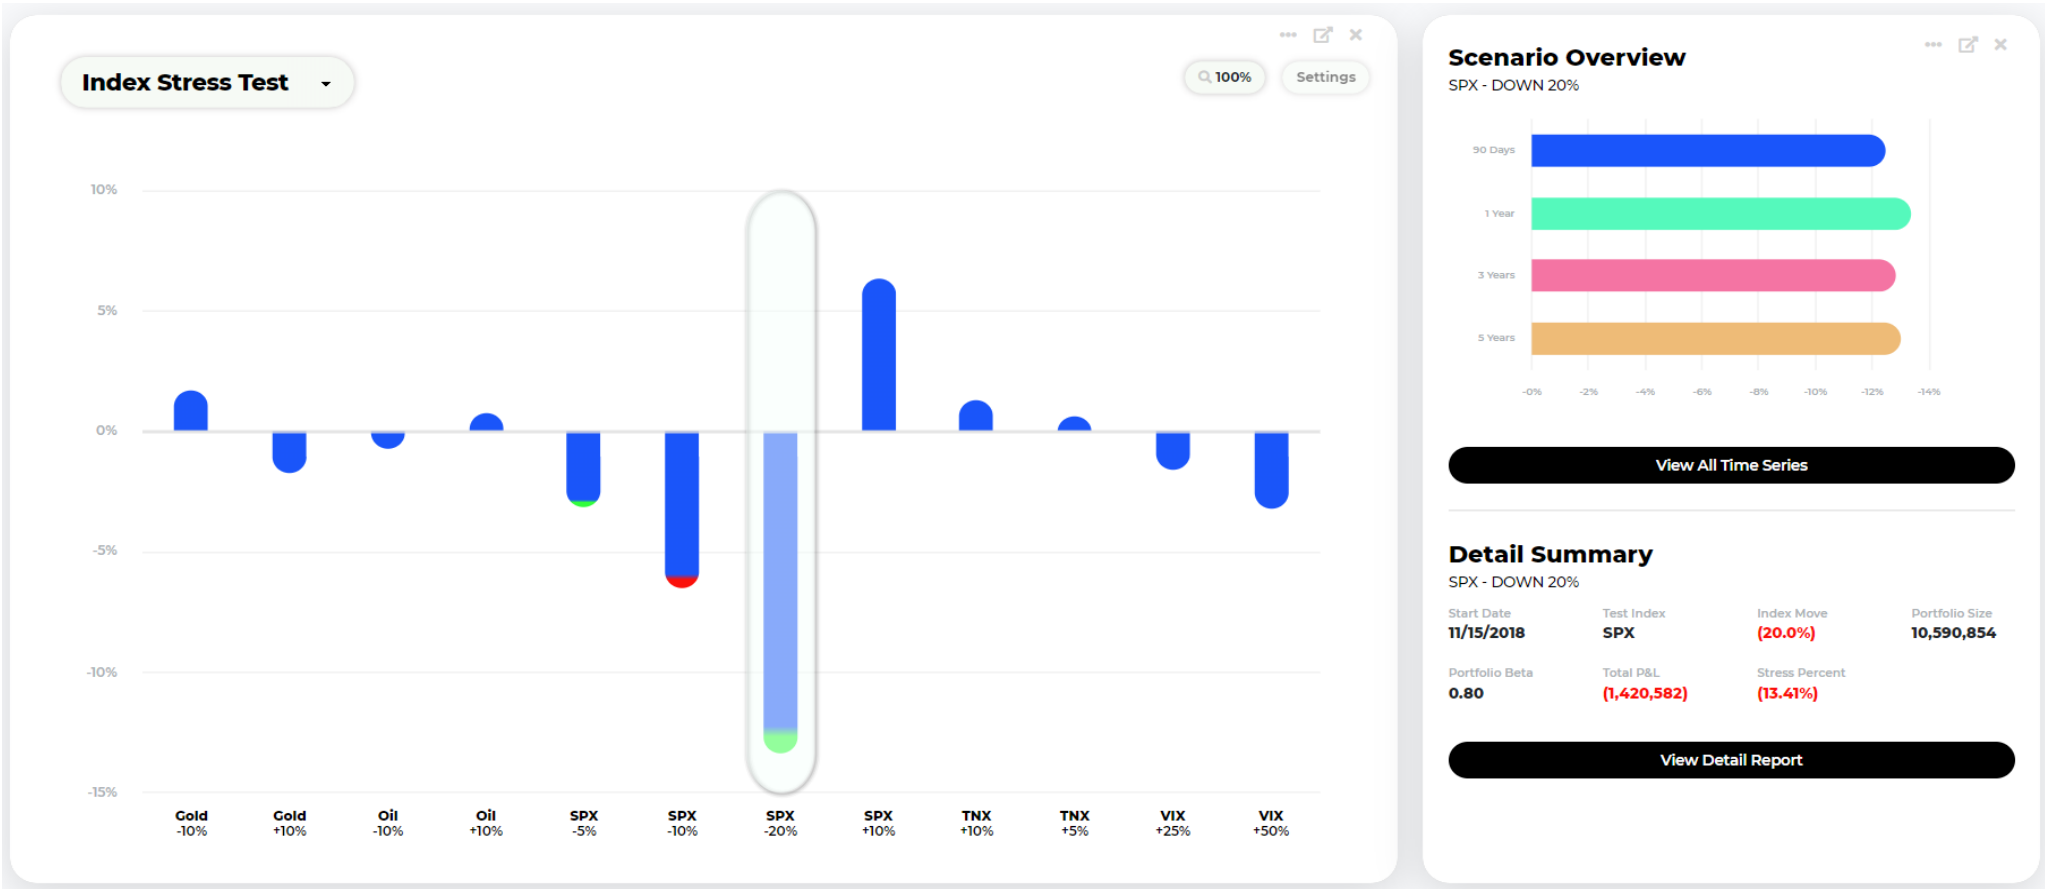 Index Stress Test
100%
Settings
10%
5%
0%
-5%
-10%
-15%
Gold Gold Oil Oil SPX SPX SPX SPX TNX TNX VIX VIX
-10% +10% -10% +10% -5% -10% -20% +10% +10% +5% +25% +50%
Scenario Overview
SPX - DOWN 20%
90 Days
1 Year
3 Years
5 Years
-0% -2% -4% -6% -8% -10% -12% -14%
View All Time Series
Detail Summary
SPX - DOWN 20%
Start Date Test Index Index Move Portfolio Size
11/15/2018 SPX (20.0%) 10,590,854
Portfolio Beta Total P&L Stress Percent
0.80 (1,420,582) (13.41%)
View Detail Report